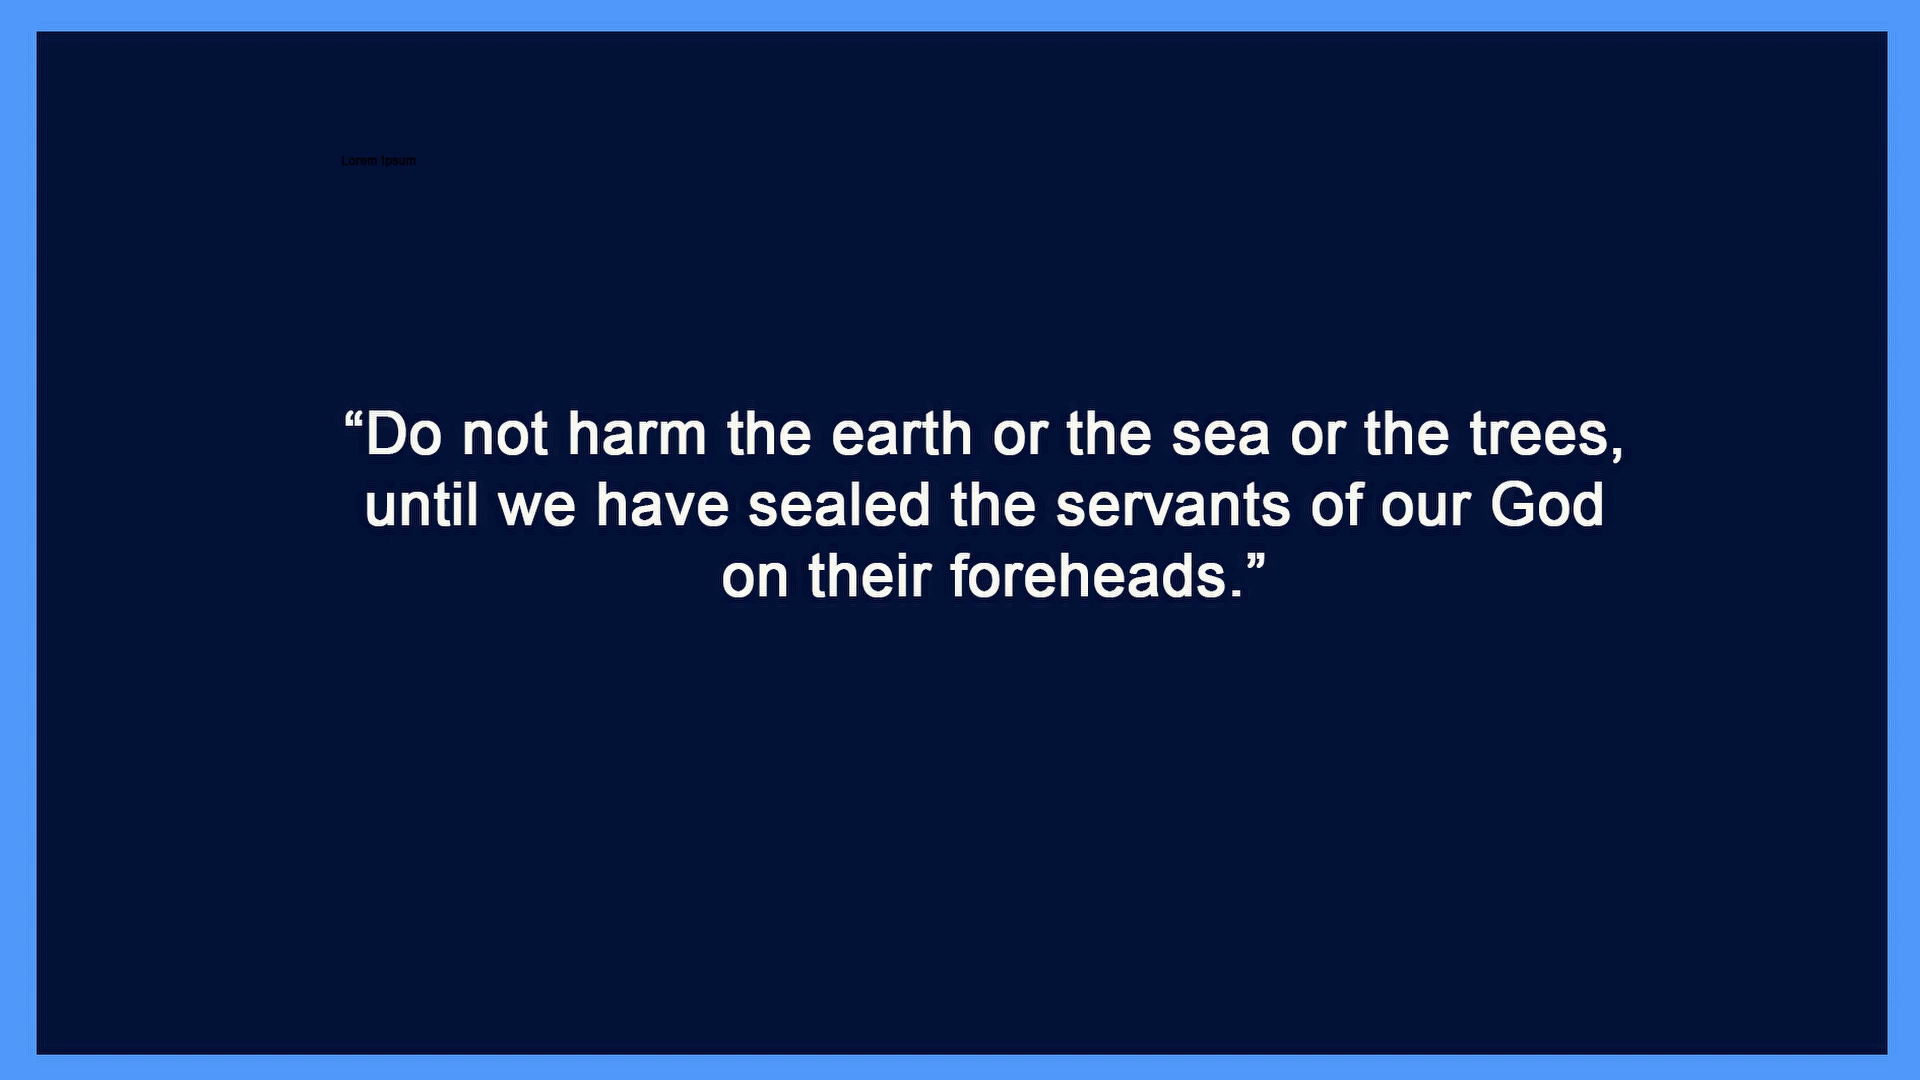 Lorem Ipsum
“Do not harm the earth or the sea or the trees,
until we have sealed the servants of our God
on their foreheads.”